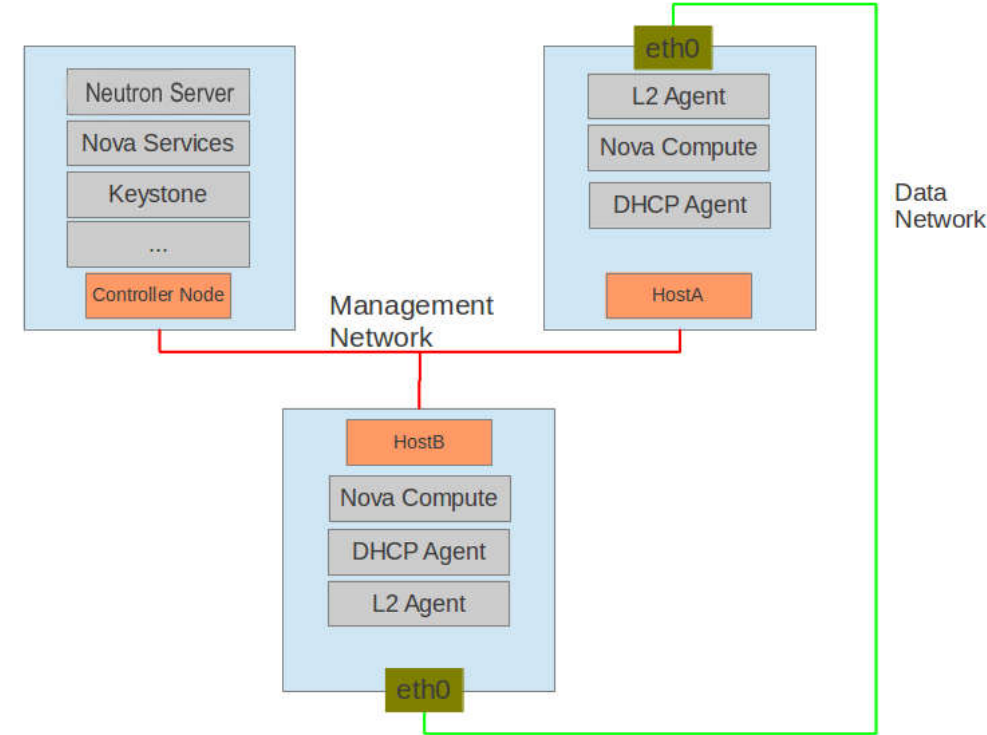 Neutron Server
Nova Services
Keystone
...
Controller Node
eth0
L2 Agent
Nova Compute
DHCP Agent
HostA
Data
Network
Management
Network
HostB
Nova Compute
DHCP Agent
L2 Agent
eth0